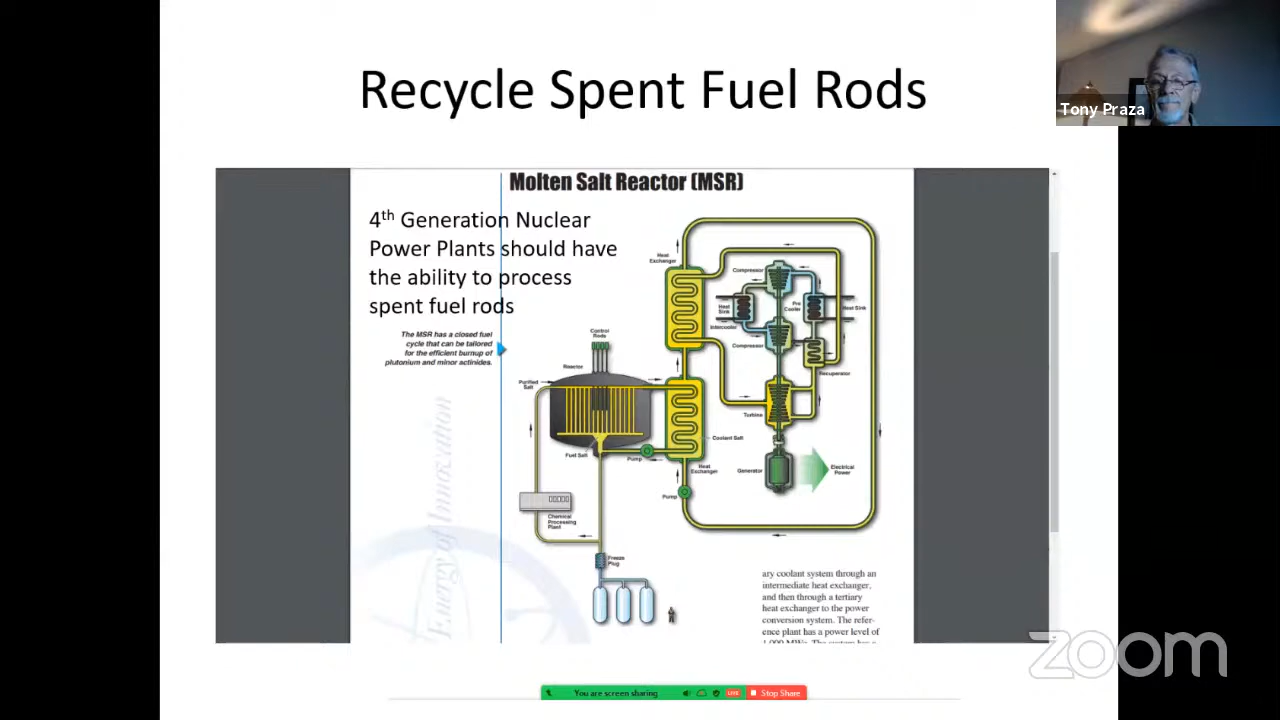 Recycle Spent Fuel Rods
Tony Praza
Molten Salt Reactor (MSR)
4th Generation Nuclear
Power Plants should have
the ability to process
spent fuel rods
The MSR has a closed fuel
cycle that can be tailored
for the efficient burnup of
plutonium and minor actinides.
Heat
Exchanger
Compressor
Heat
Sink
Pre
Cooler
Heat Sink
Intercooler
Compressor
Recuperator
Control
Rods
Reactor
Purified
Salt
Turbine
Coolant Salt
Fuel Salt
Pump
Heat
Exchanger
Generator
Electrical
Power
Pump
Chemical
Processing
Plant
Freeze
Plug
Energy of Innovation
ary coolant system through an
intermediate heat exchanger,
and then through a tertiary
heat exchanger to the power
conversion system. The refer-
ence plant has a power level of
You are screen sharing
LIVE
Stop Share
zoom